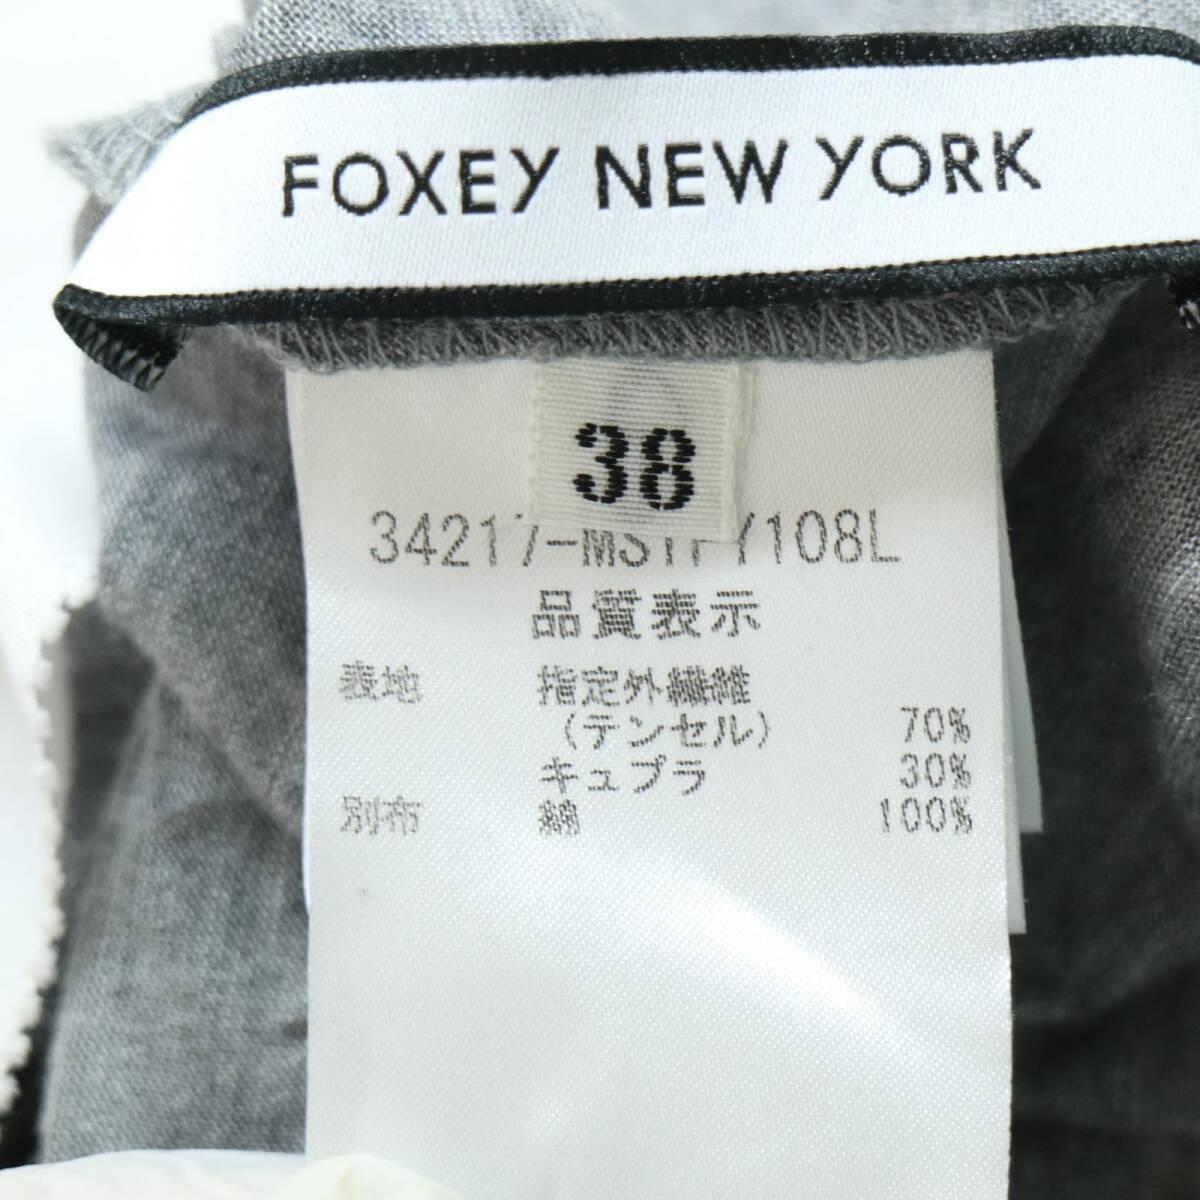 FOXEY NEW YORK
38
品質表示
表地 指定外繊維
(テンセル) 70%
キュプラ 30%
別布 綿 100%